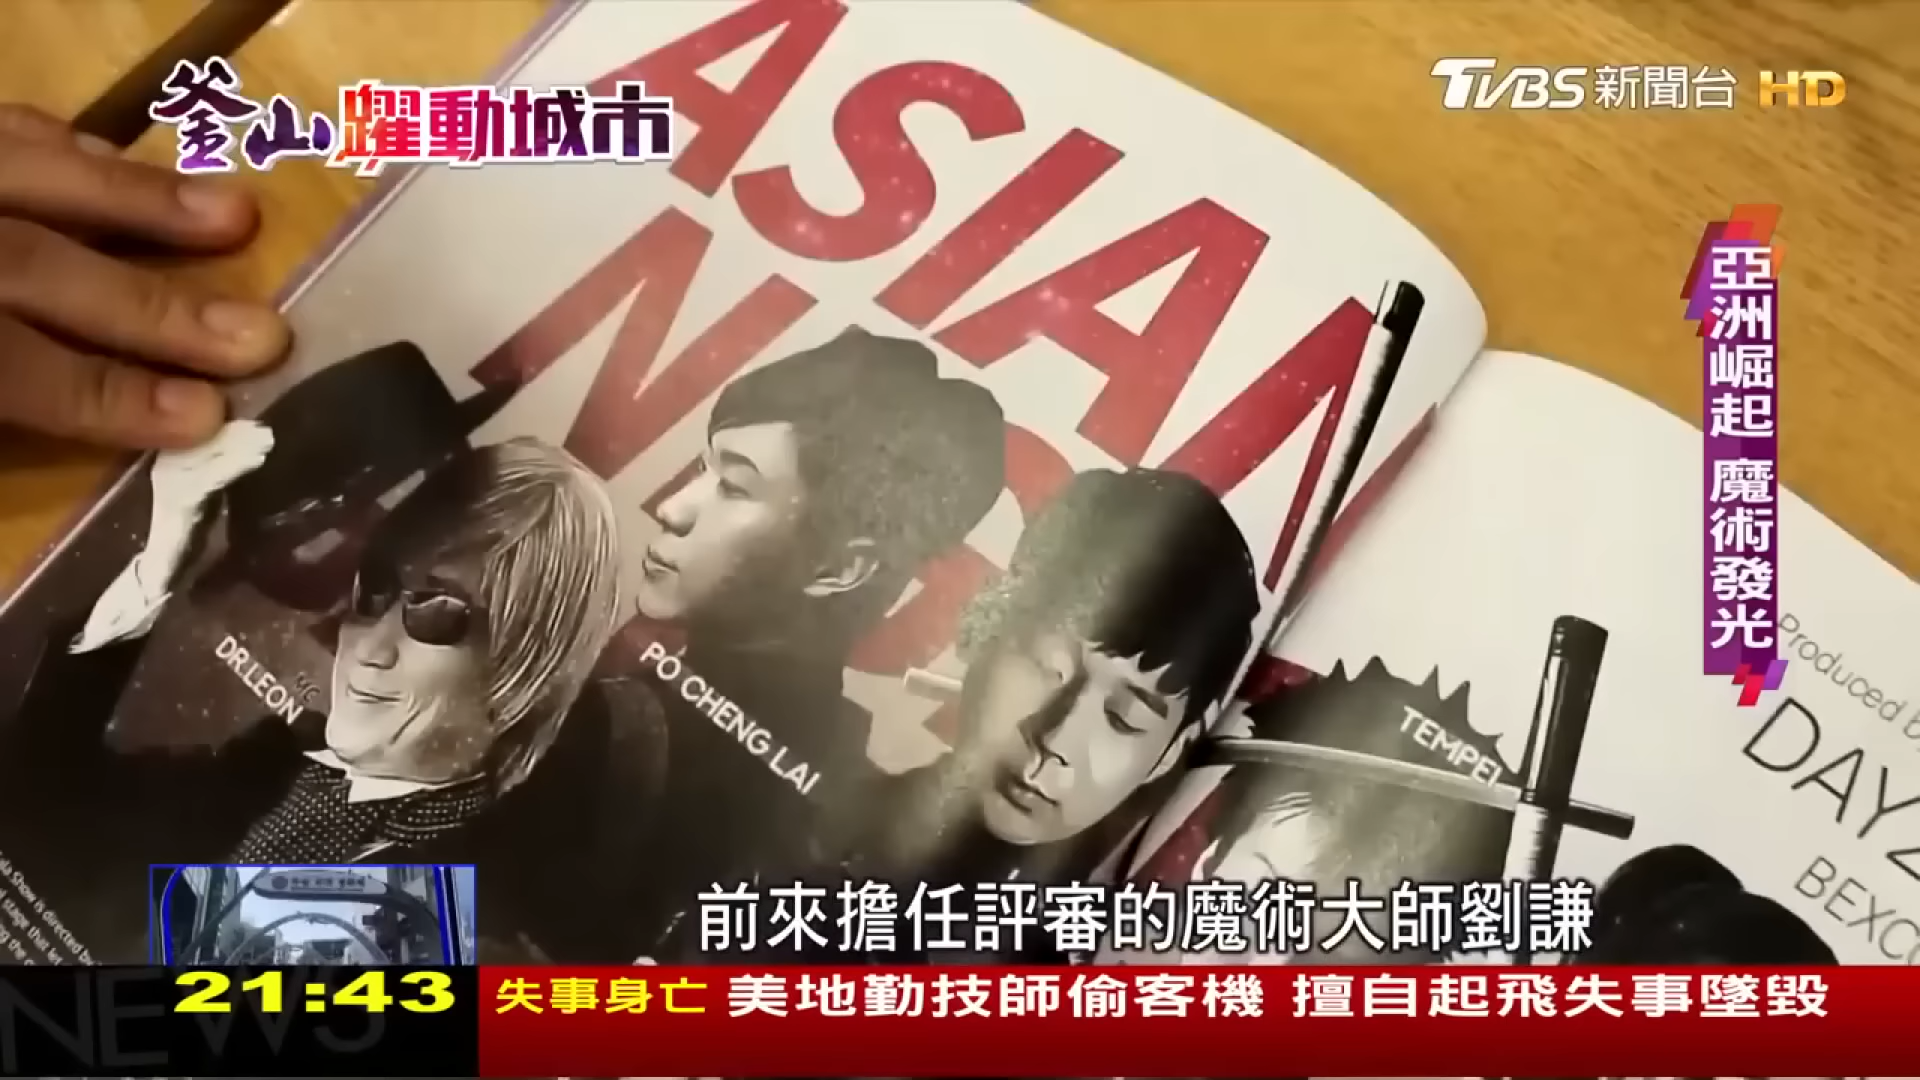 釜山躍動城市
TVBS新聞台 HD
亞洲崛起 魔術發光
ASIAN
DR.LEON
MC
PO CHENG LAI
TEMPEI
Produced b
DAY2
BEXC
前來擔任評審的魔術大師劉謙
NEWS
21:43
失事身亡 美地勤技師偷客機 擅自起飛失事墜毀